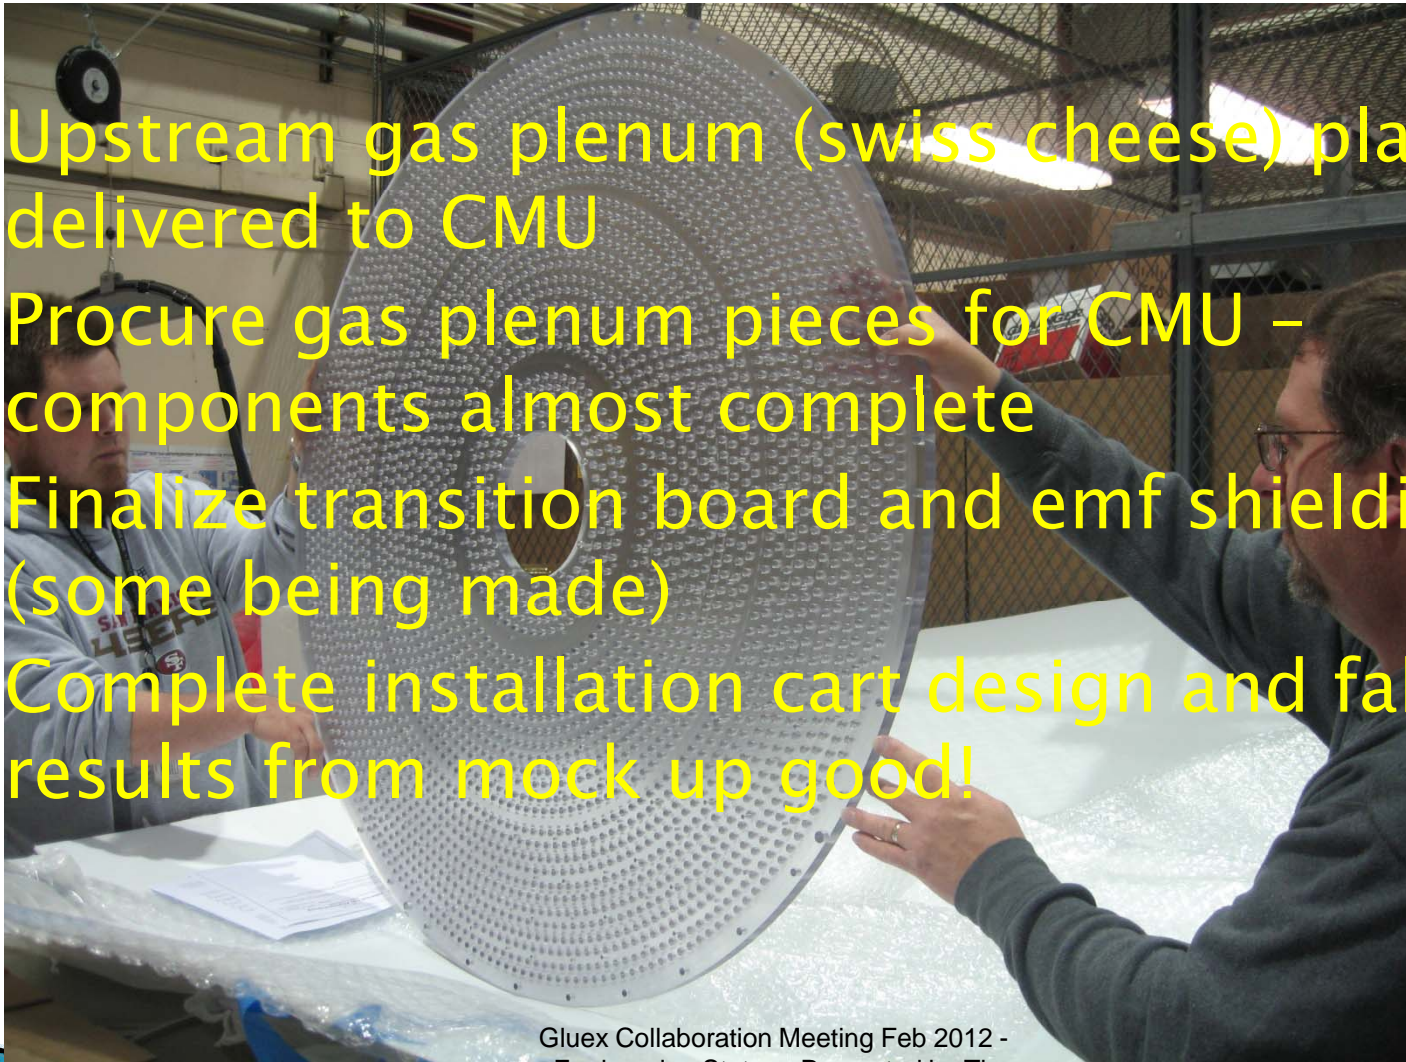 Upstream gas plenum (swiss cheese) pla
delivered to CMU
Procure gas plenum pieces for CMU –
components almost complete
Finalize transition board and emf shieldi
(some being made)
Complete installation cart design and fa
results from mock up good!
49ERS
Gluex Collaboration Meeting Feb 2012 -